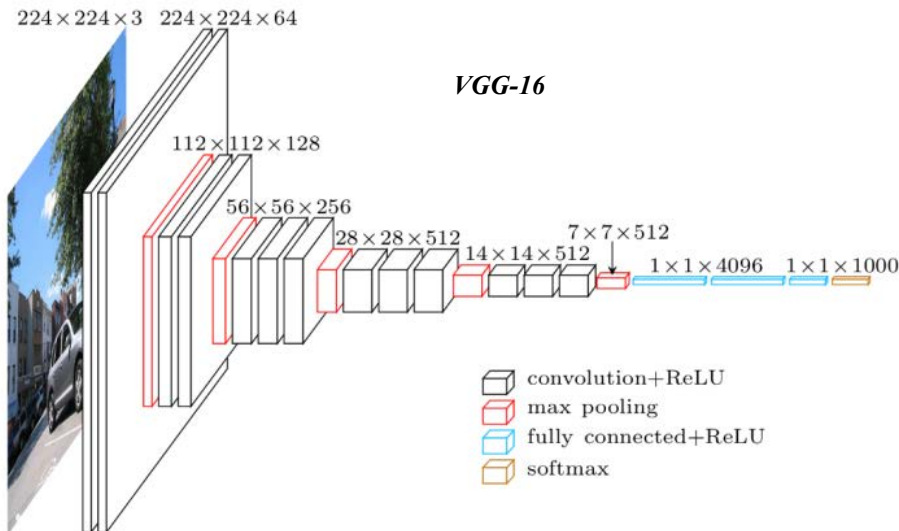 224×224×3
224×224×64
VGG-16
112×112×128
56×56×256
28×28×512
7×7×512
14×14×512
1×1×4096
1×1×1000
convolution+ReLU
max pooling
fully connected+ReLU
softmax